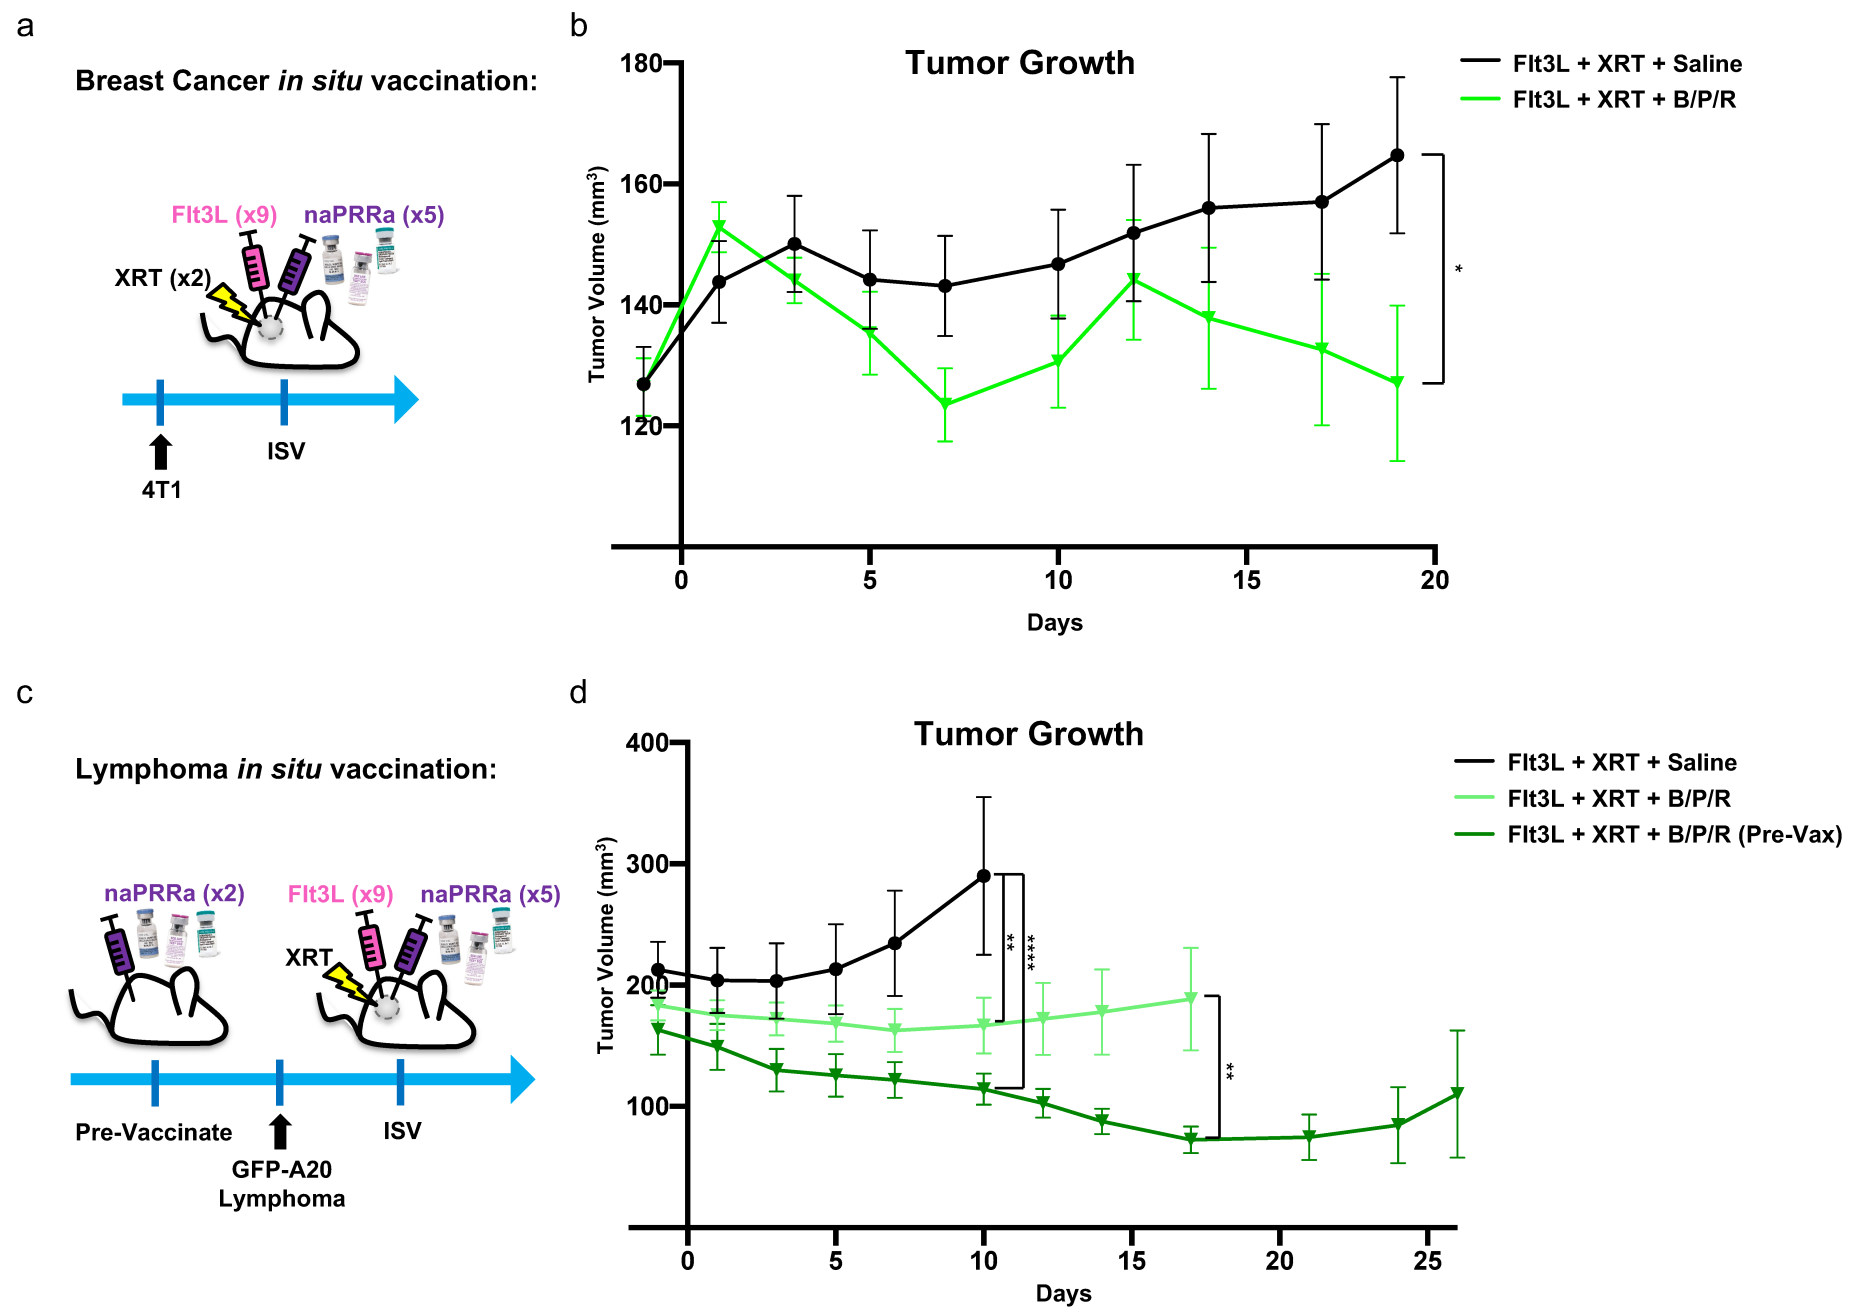 a
Breast Cancer in situ vaccination:
Flt3L (x9)
naPRRa (x5)
XRT (x2)
ISV
4T1
b
Tumor Growth
Flt3L + XRT + Saline
Flt3L + XRT + B/P/R
Tumor Volume (mm³)
180
160
140
120
*
0 5 10 15 20
Days
c
Lymphoma in situ vaccination:
naPRRa (x2)
Flt3L (x9)
naPRRa (x5)
XRT
Pre-Vaccinate
ISV
GFP-A20
Lymphoma
d
Tumor Growth
Flt3L + XRT + Saline
Flt3L + XRT + B/P/R
Flt3L + XRT + B/P/R (Pre-Vax)
Tumor Volume (mm³)
400
300
200
100
**
****
**
0 5 10 15 20 25
Days